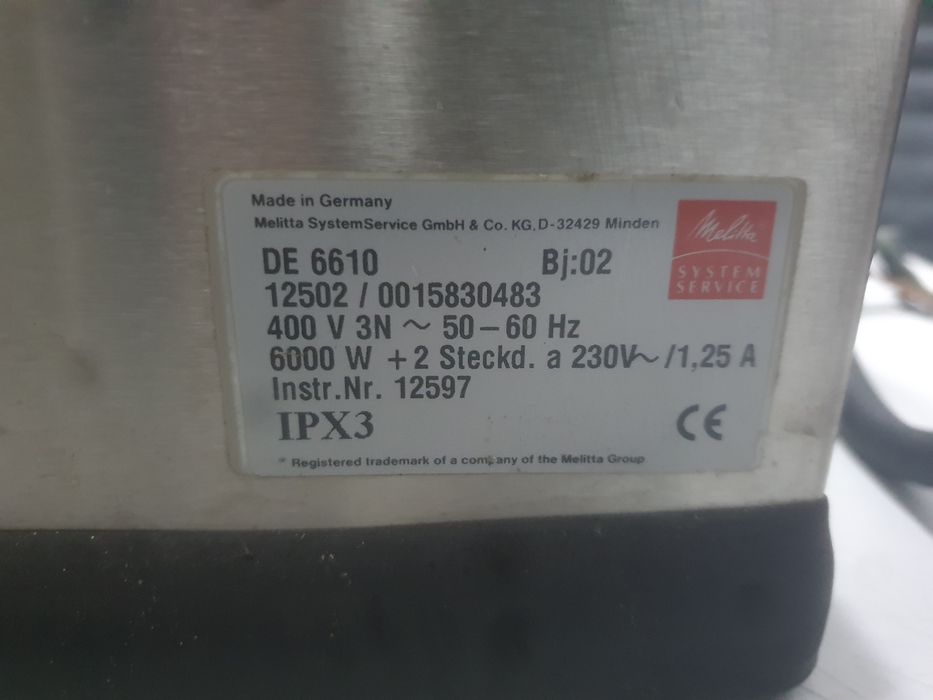 Made in Germany
Melitta SystemService GmbH & Co. KG, D-32429 Minden
Melitta
SYSTEM
SERVICE
DE 6610 Bj:02
12502 / 0015830483
400 V 3N ~ 50-60 Hz
6000 W + 2 Steckd. a 230V~ /1,25 A
Instr.Nr. 12597
IPX3 CE
* Registered trademark of a company of the Melitta Group